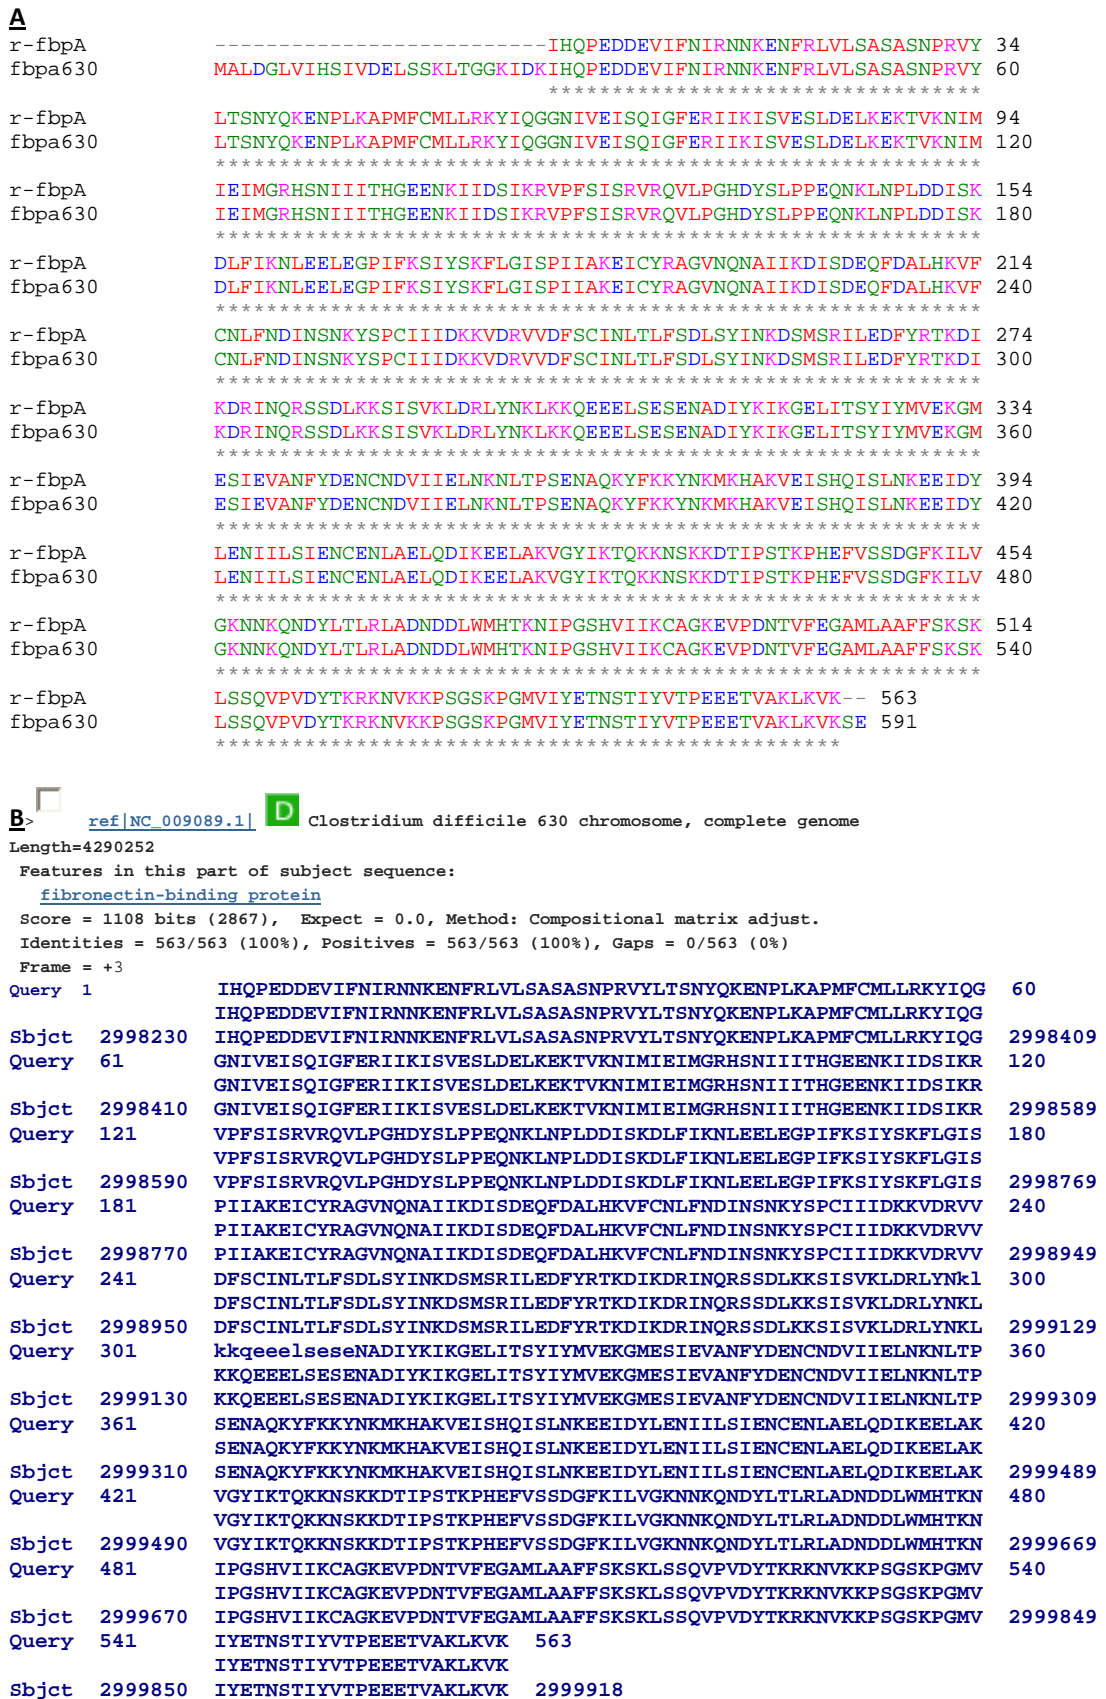 A
r-fbpA --------------------------IHQPEDDEVIFNIRNNKENFRLVLSASASNPRVY 34
fbpa630 MALDGLVIHSIVDELSSKLTGGKIDKIHQPEDDEVIFNIRNNKENFRLVLSASASNPRVY 60
**********************************
r-fbpA LTSNYQKENPLKAPMFCMLLRKYIQGGNIVEISQIGFERIIKISVESLDELKEKTVKNIM 94
fbpa630 LTSNYQKENPLKAPMFCMLLRKYIQGGNIVEISQIGFERIIKISVESLDELKEKTVKNIM 120
************************************************************
r-fbpA IEIMGRHSNIIITHGEENKIIDSIKRVPFSISRVRQVLPGHDYSLPPEQNKLNPLDDISK 154
fbpa630 IEIMGRHSNIIITHGEENKIIDSIKRVPFSISRVRQVLPGHDYSLPPEQNKLNPLDDISK 180
************************************************************
r-fbpA DLFIKNLEELEGPIFKSIYSKFLGISPIIAKEICYRAGVNQNAIIKDISDEQFDALHKVF 214
fbpa630 DLFIKNLEELEGPIFKSIYSKFLGISPIIAKEICYRAGVNQNAIIKDISDEQFDALHKVF 240
************************************************************
r-fbpA CNLFNDINSNKYSPCIIIDKKVDRVVDFSCINLTLFSDLSYINKDSMSRILEDFYRTKDI 274
fbpa630 CNLFNDINSNKYSPCIIIDKKVDRVVDFSCINLTLFSDLSYINKDSMSRILEDFYRTKDI 300
************************************************************
r-fbpA KDRINQRSSDLKKSISVKLDRLYNKLKKQEEELSESENADIYKIKGELITSYIYMVEKGM 334
fbpa630 KDRINQRSSDLKKSISVKLDRLYNKLKKQEEELSESENADIYKIKGELITSYIYMVEKGM 360
************************************************************
r-fbpA ESIEVANFYDENCNDVIIELNKNLTPSENAQKYFKKYNKMKHAKVEISHQISLNKEEIDY 394
fbpa630 ESIEVANFYDENCNDVIIELNKNLTPSENAQKYFKKYNKMKHAKVEISHQISLNKEEIDY 420
************************************************************
r-fbpA LENIILSIENCENLAELQDIKEELAKVGYIKTQKKNSKKDTIPSTKPHEFVSSDGFKILV 454
fbpa630 LENIILSIENCENLAELQDIKEELAKVGYIKTQKKNSKKDTIPSTKPHEFVSSDGFKILV 480
************************************************************
r-fbpA GKNNKQNDYLTLRLADNDDLWMHTKNIPGSHVIIKCAGKEVPDNTVFEGAMLAAFFSKSK 514
fbpa630 GKNNKQNDYLTLRLADNDDLWMHTKNIPGSHVIIKCAGKEVPDNTVFEGAMLAAFFSKSK 540
************************************************************
r-fbpA LSSQVPVDYTKRKNVKKPSGSKPGMVIYETNSTIYVTPEEETVAKLKVK-- 563
fbpa630 LSSQVPVDYTKRKNVKKPSGSKPGMVIYETNSTIYVTPEEETVAKLKVKSE 591
*************************************************
B> ref|NC_009089.1| D Clostridium difficile 630 chromosome, complete genome
Length=4290252
Features in this part of subject sequence:
fibronectin-binding protein
Score = 1108 bits (2867), Expect = 0.0, Method: Compositional matrix adjust.
Identities = 563/563 (100%), Positives = 563/563 (100%), Gaps = 0/563 (0%)
Frame = +3
Query 1 IHQPEDDEVIFNIRNNKENFRLVLSASASNPRVYLTSNYQKENPLKAPMFCMLLRKYIQG 60
IHQPEDDEVIFNIRNNKENFRLVLSASASNPRVYLTSNYQKENPLKAPMFCMLLRKYIQG
Sbjct 2998230 IHQPEDDEVIFNIRNNKENFRLVLSASASNPRVYLTSNYQKENPLKAPMFCMLLRKYIQG 2998409
Query 61 GNIVEISQIGFERIIKISVESLDELKEKTVKNIMIEIMGRHSNIIITHGEENKIIDSIKR 120
GNIVEISQIGFERIIKISVESLDELKEKTVKNIMIEIMGRHSNIIITHGEENKIIDSIKR
Sbjct 2998410 GNIVEISQIGFERIIKISVESLDELKEKTVKNIMIEIMGRHSNIIITHGEENKIIDSIKR 2998589
Query 121 VPFSISRVRQVLPGHDYSLPPEQNKLNPLDDISKDLFIKNLEELEGPIFKSIYSKFLGIS 180
VPFSISRVRQVLPGHDYSLPPEQNKLNPLDDISKDLFIKNLEELEGPIFKSIYSKFLGIS
Sbjct 2998590 VPFSISRVRQVLPGHDYSLPPEQNKLNPLDDISKDLFIKNLEELEGPIFKSIYSKFLGIS 2998769
Query 181 PIIAKEICYRAGVNQNAIIKDISDEQFDALHKVFCNLFNDINSNKYSPCIIIDKKVDRVV 240
PIIAKEICYRAGVNQNAIIKDISDEQFDALHKVFCNLFNDINSNKYSPCIIIDKKVDRVV
Sbjct 2998770 PIIAKEICYRAGVNQNAIIKDISDEQFDALHKVFCNLFNDINSNKYSPCIIIDKKVDRVV 2998949
Query 241 DFSCINLTLFSDLSYINKDSMSRILEDFYRTKDIKDRINQRSSDLKKSISVKLDRLYNkl 300
DFSCINLTLFSDLSYINKDSMSRILEDFYRTKDIKDRINQRSSDLKKSISVKLDRLYNKL
Sbjct 2998950 DFSCINLTLFSDLSYINKDSMSRILEDFYRTKDIKDRINQRSSDLKKSISVKLDRLYNKL 2999129
Query 301 kkqeeelseseNADIYKIKGELITSYIYMVEKGMESIEVANFYDENCNDVIIELNKNLTP 360
KKQEEELSESENADIYKIKGELITSYIYMVEKGMESIEVANFYDENCNDVIIELNKNLTP
Sbjct 2999130 KKQEEELSESENADIYKIKGELITSYIYMVEKGMESIEVANFYDENCNDVIIELNKNLTP 2999309
Query 361 SENAQKYFKKYNKMKHAKVEISHQISLNKEEIDYLENIILSIENCENLAELQDIKEELAK 420
SENAQKYFKKYNKMKHAKVEISHQISLNKEEIDYLENIILSIENCENLAELQDIKEELAK
Sbjct 2999310 SENAQKYFKKYNKMKHAKVEISHQISLNKEEIDYLENIILSIENCENLAELQDIKEELAK 2999489
Query 421 VGYIKTQKKNSKKDTIPSTKPHEFVSSDGFKILVGKNNKQNDYLTLRLADNDDLWMHTKN 480
VGYIKTQKKNSKKDTIPSTKPHEFVSSDGFKILVGKNNKQNDYLTLRLADNDDLWMHTKN
Sbjct 2999490 VGYIKTQKKNSKKDTIPSTKPHEFVSSDGFKILVGKNNKQNDYLTLRLADNDDLWMHTKN 2999669
Query 481 IPGSHVIIKCAGKEVPDNTVFEGAMLAAFFSKSKLSSQVPVDYTKRKNVKKPSGSKPGMV 540
IPGSHVIIKCAGKEVPDNTVFEGAMLAAFFSKSKLSSQVPVDYTKRKNVKKPSGSKPGMV
Sbjct 2999670 IPGSHVIIKCAGKEVPDNTVFEGAMLAAFFSKSKLSSQVPVDYTKRKNVKKPSGSKPGMV 2999849
Query 541 IYETNSTIYVTPEEETVAKLKVK 563
IYETNSTIYVTPEEETVAKLKVK
Sbjct 2999850 IYETNSTIYVTPEEETVAKLKVK 2999918